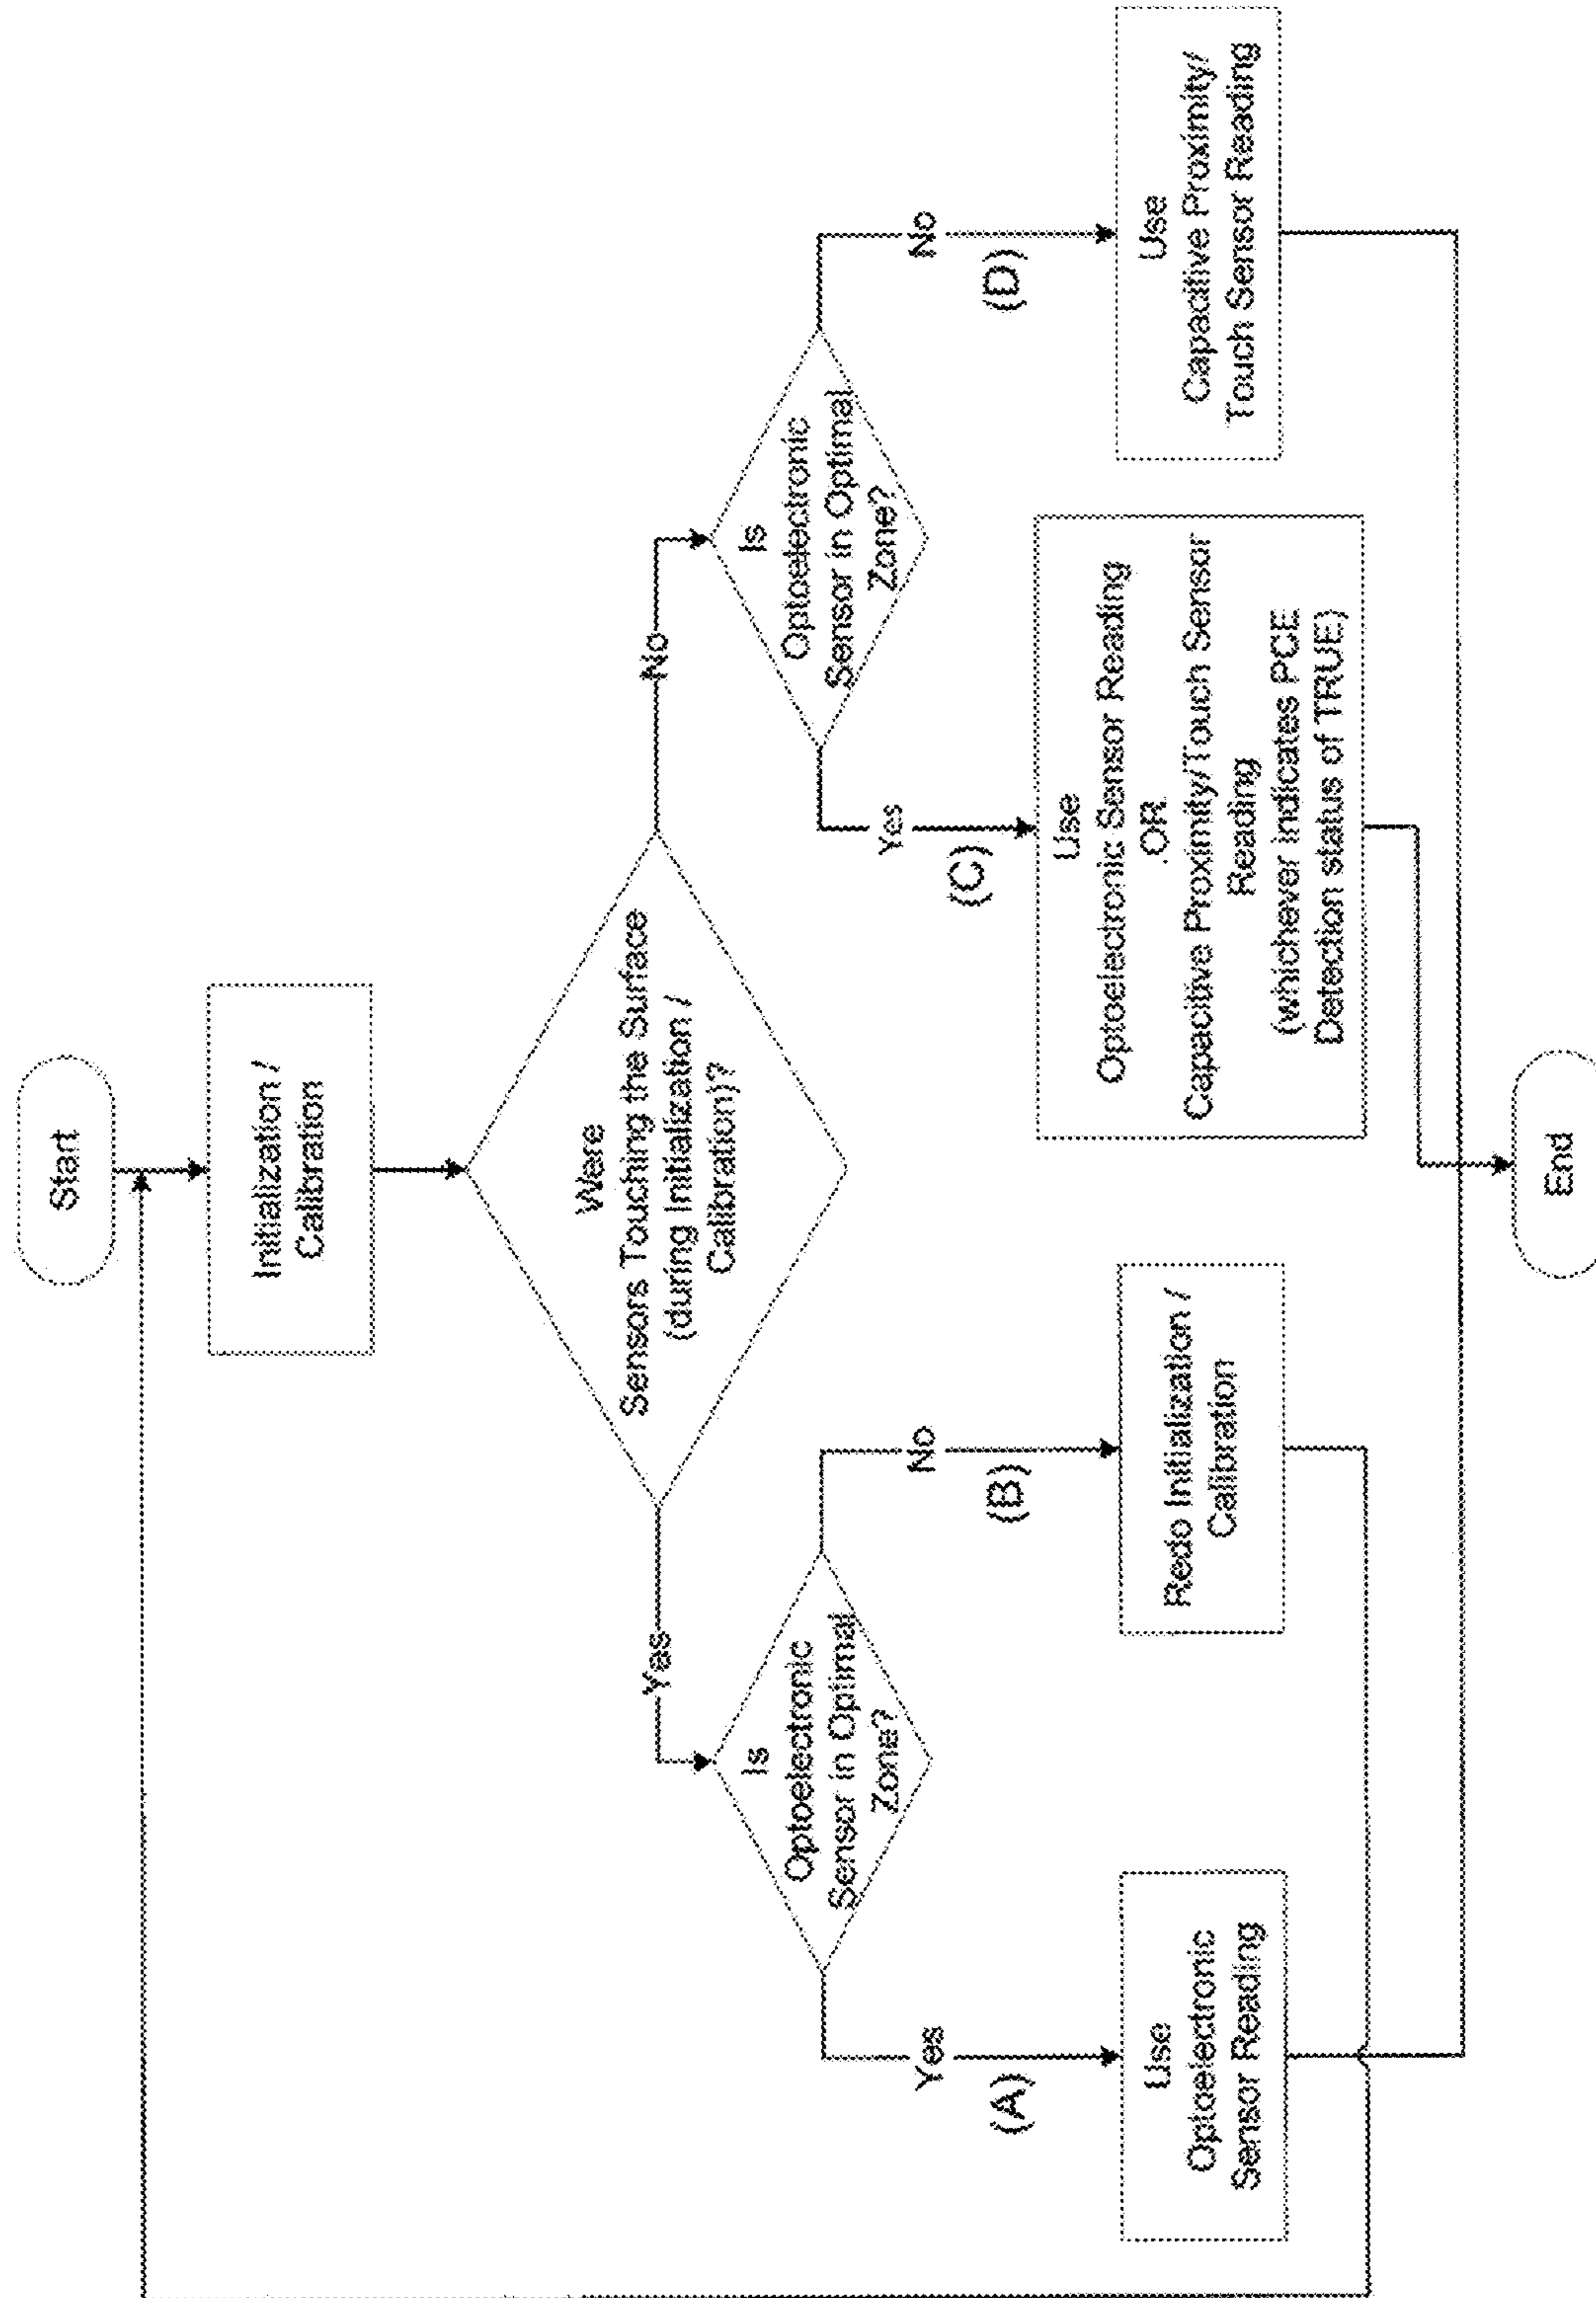 Start
Initialization /
Calibration
Were
Sensors Touching the Surface
(during Initialization /
Calibration)?
Yes
No
Is
Optoelectronic
Sensor in Optimal
Zone?
Is
Optoelectronic
Sensor in Optimal
Zone?
Yes
(A)
No
(B)
Yes
(C)
No
(D)
Use
Optoelectronic
Sensor Reading
Redo Initialization /
Calibration
Use
Optoelectronic Sensor Reading
.OR.
Capacitive Proximity/Touch Sensor
Reading
(whichever indicates PCE
Detection status of TRUE)
Use
Capacitive Proximity/
Touch Sensor Reading
End